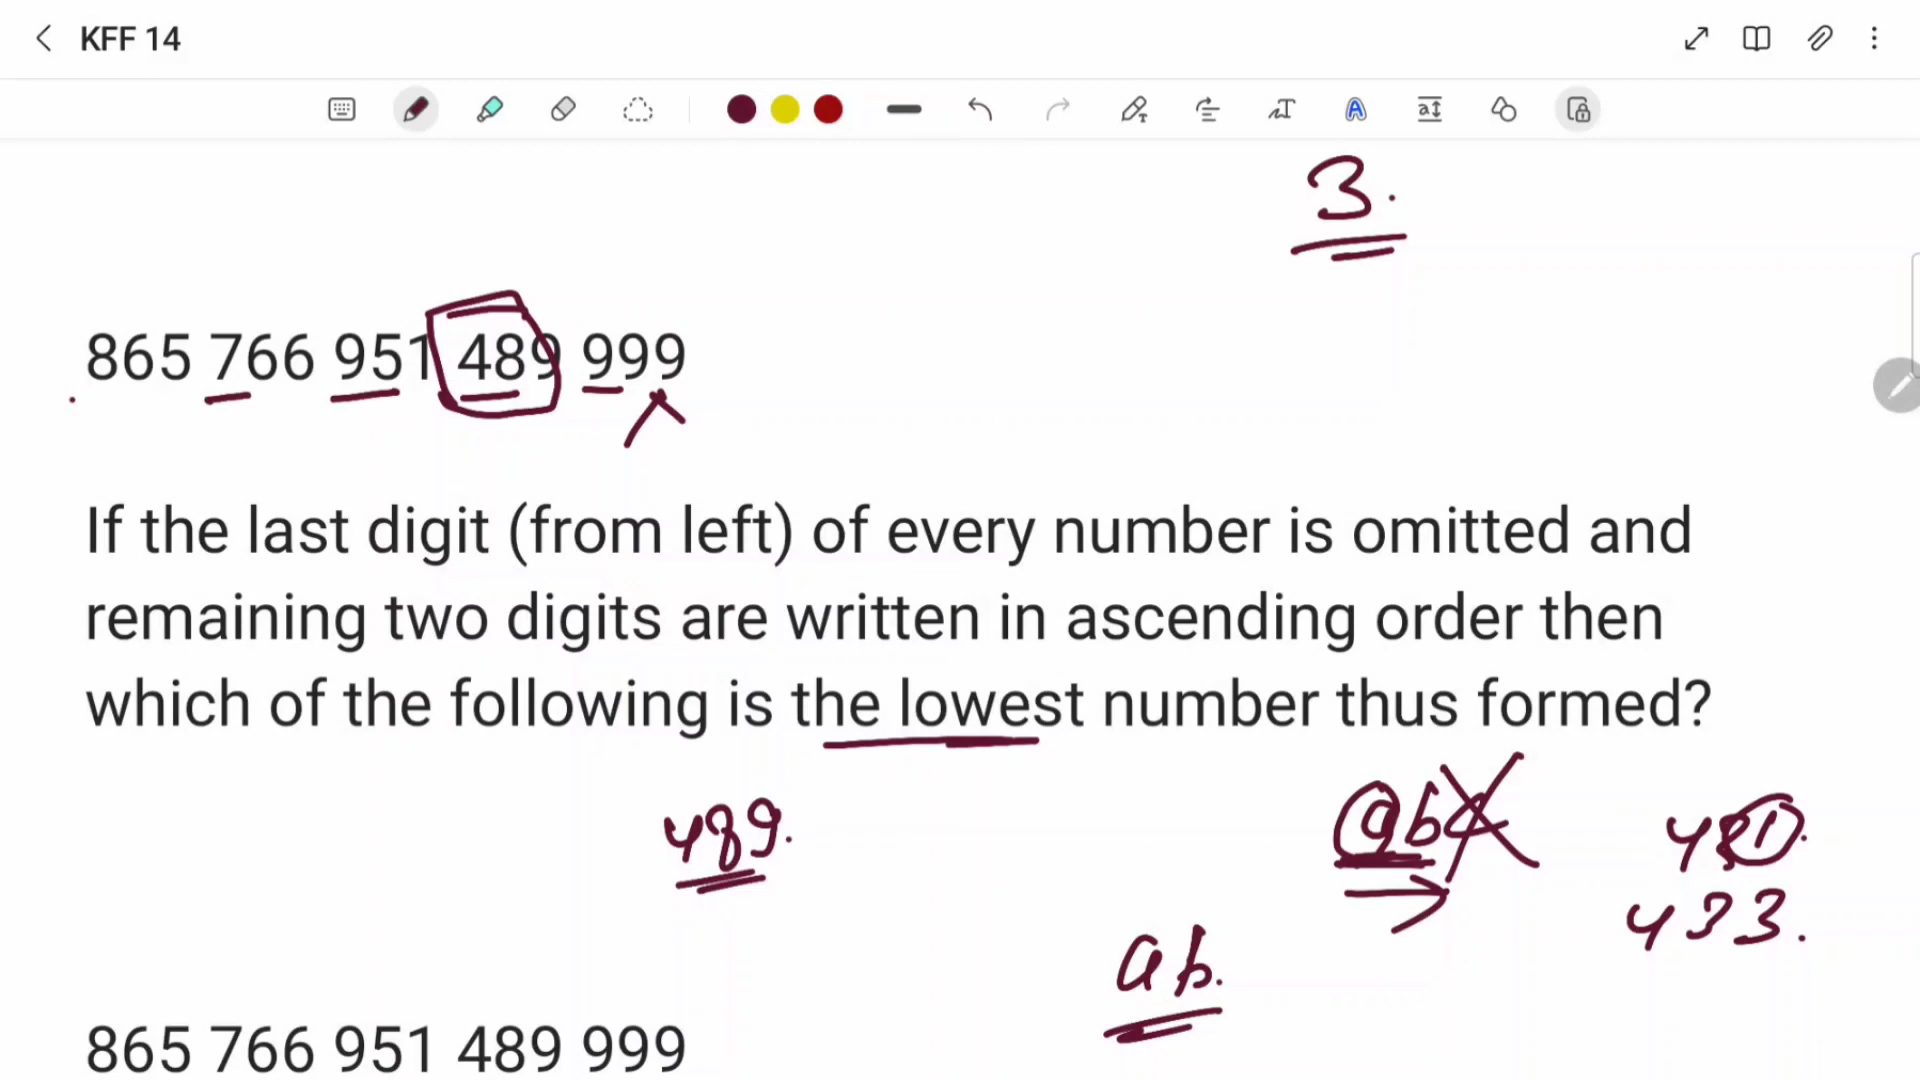 KFF 14
3.
865 766 951 489 999
If the last digit (from left) of every number is omitted and
remaining two digits are written in ascending order then
which of the following is the lowest number thus formed?
489.
ab
433.
ab.
865 766 951 489 999